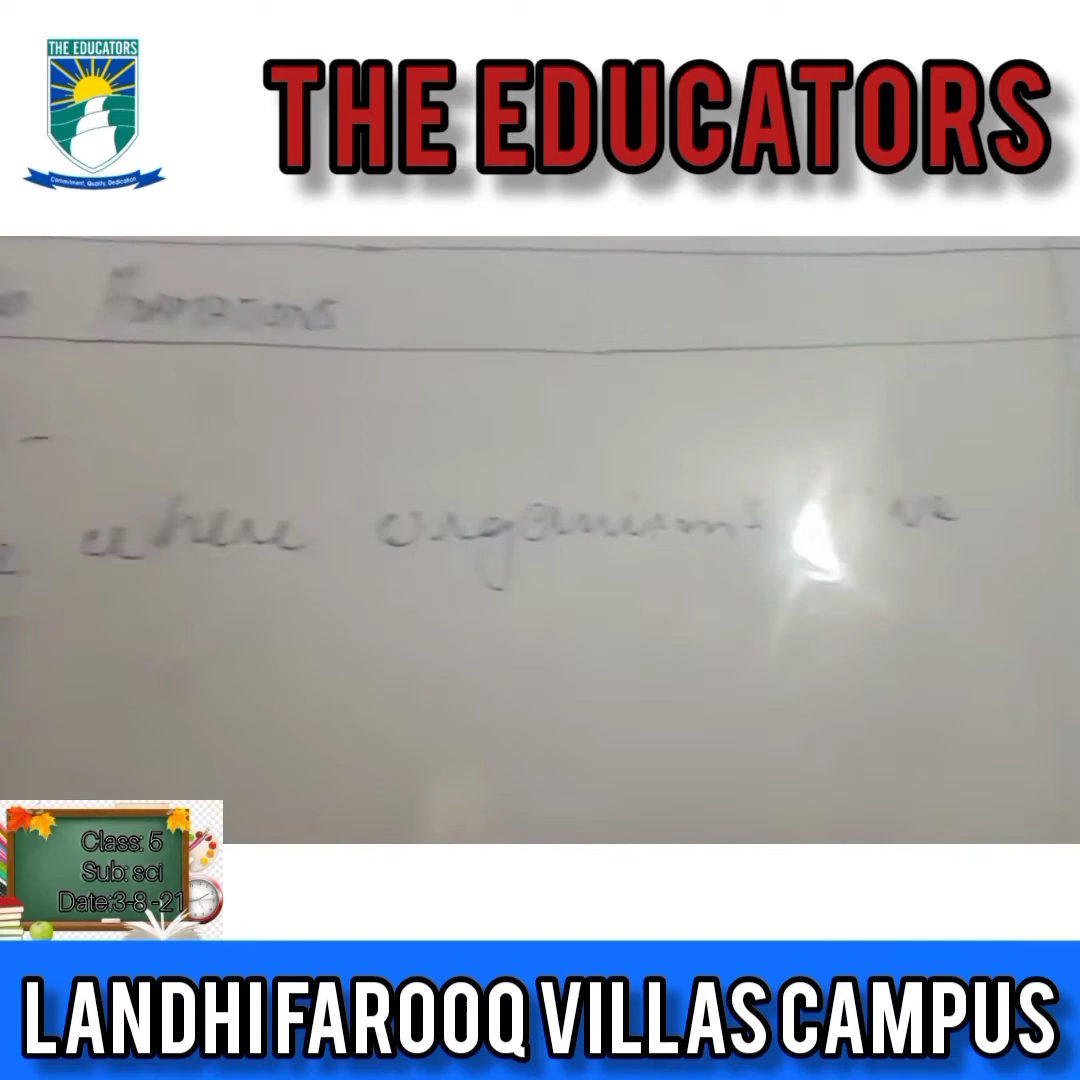 THE EDUCATORS
Commitment, Quality, Dedication
THE EDUCATORS
where organisms
Class: 5
Sub: sci
Date:3-8-21
LANDHI FAROOQ VILLAS CAMPUS